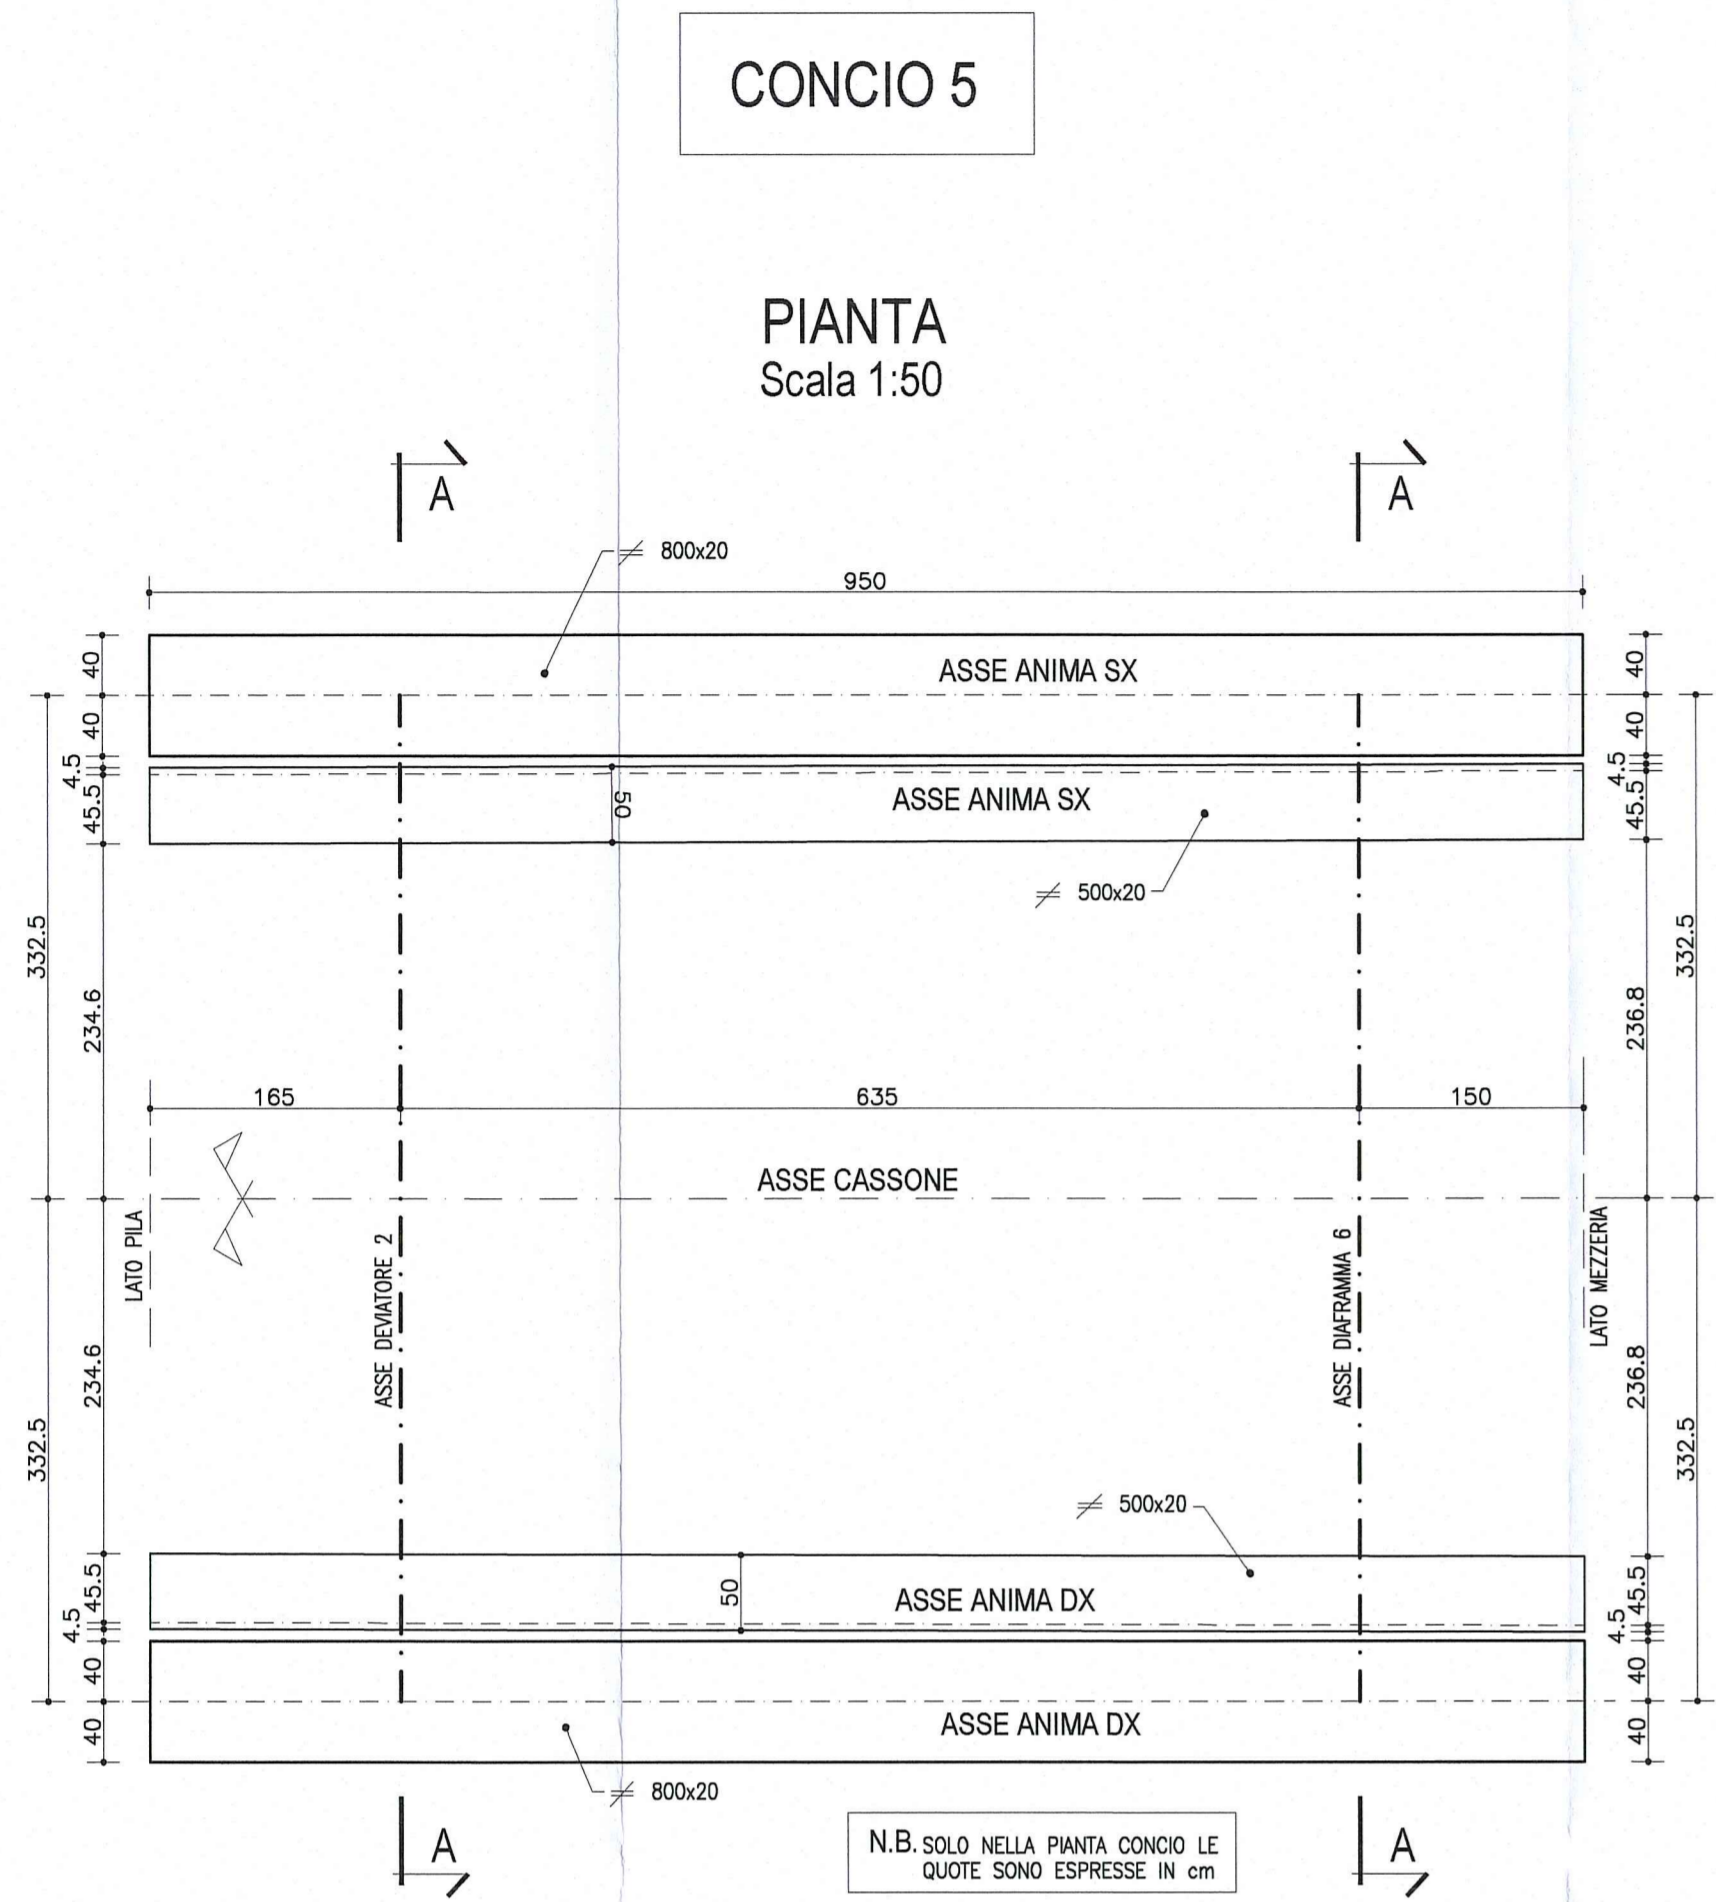 CONCIO 5
PIANTA
Scala 1:50
A
A
800x20
950
40
ASSE ANIMA SX
40
40
40
4.5
4.5
45.5
50
ASSE ANIMA SX
45.5
500x20
332.5
332.5
234.6
236.8
165
635
150
ASSE CASSONE
LATO PILA
ASSE DEVIATORE 2
ASSE DIAFRAMMA 6
LATO MEZZERIA
234.6
236.8
332.5
332.5
500x20
45.5
50
ASSE ANIMA DX
45.5
4.5
4.5
40
40
40
ASSE ANIMA DX
40
800x20
A
A
N.B. SOLO NELLA PIANTA CONCIO LE
QUOTE SONO ESPRESSE IN cm